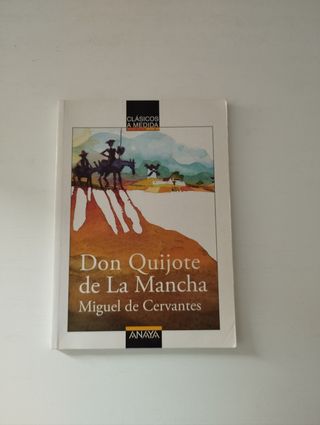 CLÁSICOS
A MEDIDA
Don Quijote
de La Mancha
Miguel de Cervantes
ANAYA